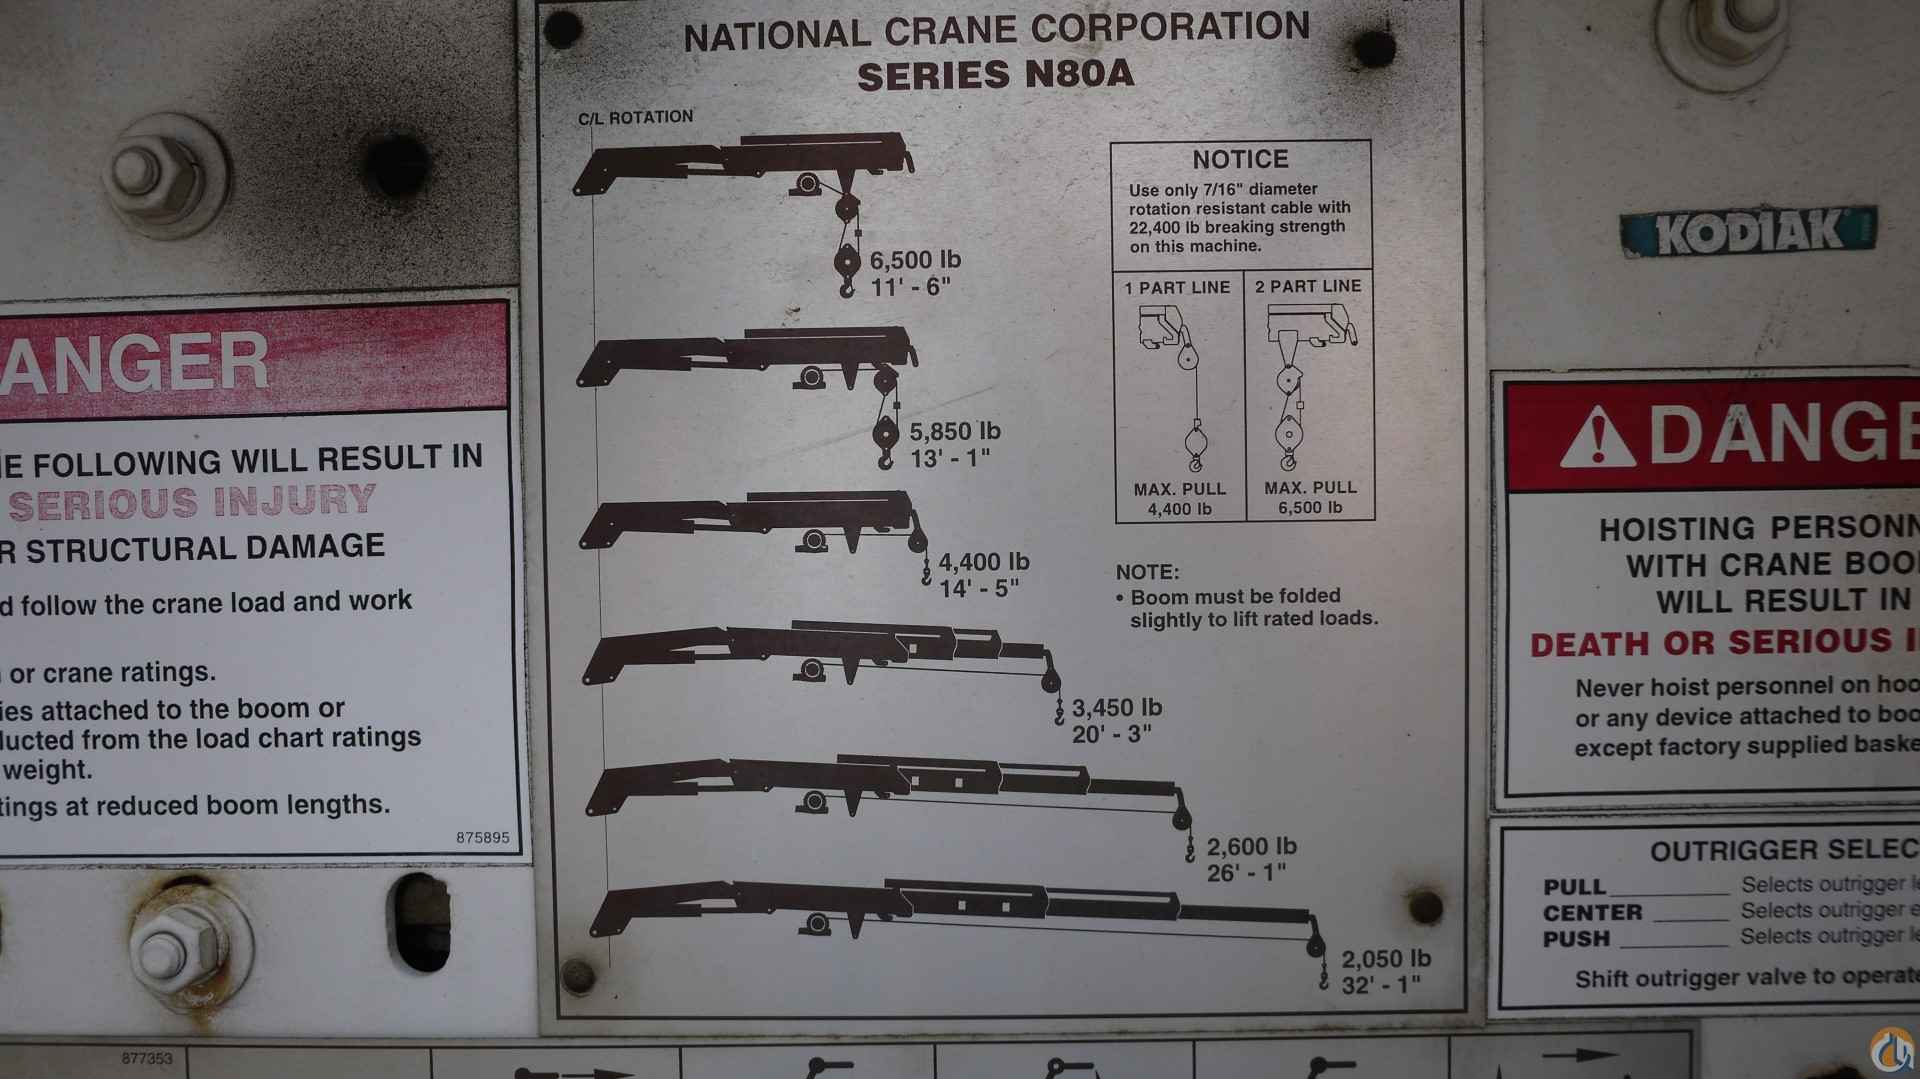 NATIONAL CRANE CORPORATION
SERIES N80A
C/L ROTATION
6,500 lb
11' - 6"
5,850 lb
13' - 1"
4,400 lb
14' - 5"
3,450 lb
20' - 3"
2,600 lb
26' - 1"
2,050 lb
32' - 1"
NOTICE
Use only 7/16" diameter
rotation resistant cable with
22,400 lb breaking strength
on this machine.
1 PART LINE
2 PART LINE
MAX. PULL
4,400 lb
MAX. PULL
6,500 lb
NOTE:
• Boom must be folded
slightly to lift rated loads.
ANGER
FOLLOWING WILL RESULT IN
SERIOUS INJURY
STRUCTURAL DAMAGE
follow the crane load and work
or crane ratings.
attached to the boom or
from the load chart ratings
weight.
at reduced boom lengths.
875895
877353
KODIAK
DANGE
HOISTING PERSONN
WITH CRANE BOO
WILL RESULT IN
DEATH OR SERIOUS I
Never hoist personnel on hoo
or any device attached to boo
except factory supplied baske
OUTRIGGER SELEC
PULL Selects outrigger le
CENTER Selects outrigger e
PUSH Selects outrigger le
Shift outrigger valve to operate